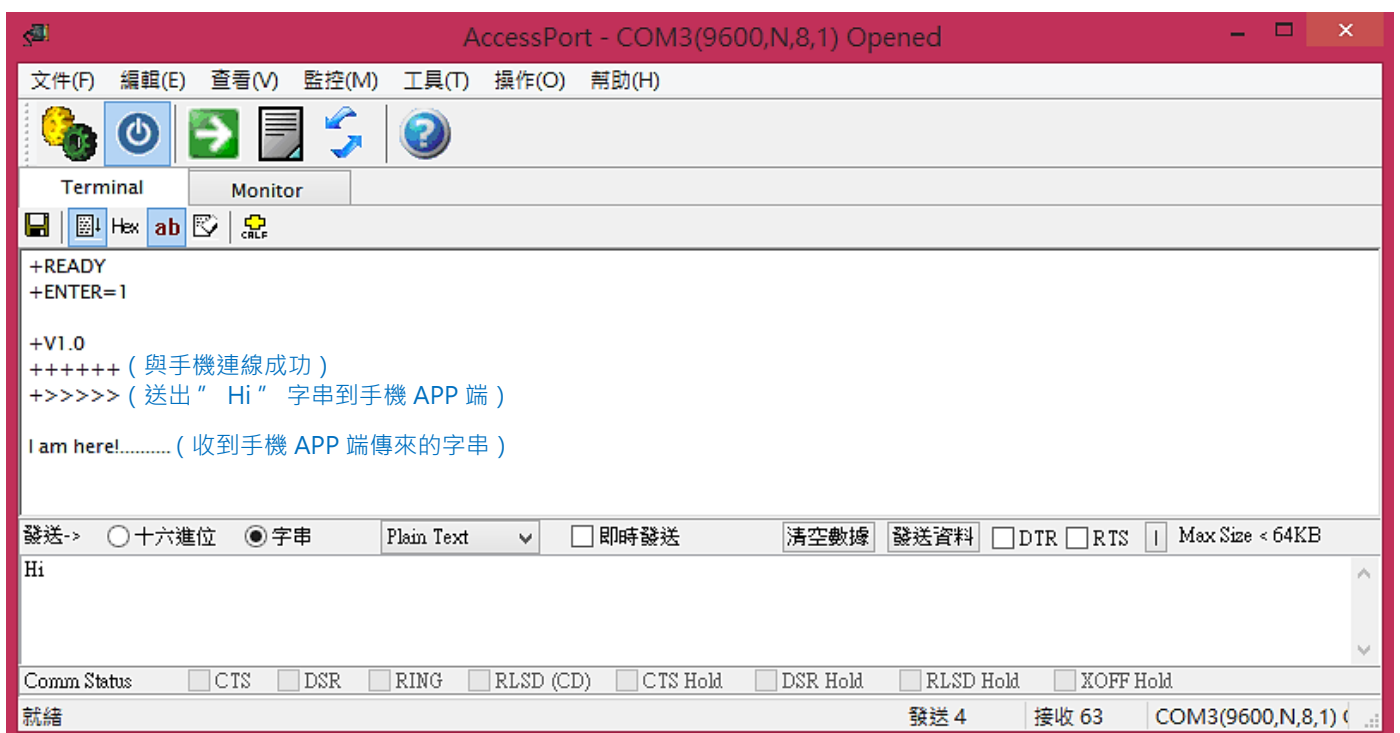 AccessPort - COM3(9600,N,8,1) Opened
文件(F) 編輯(E) 查看(V) 監控(M) 工具(T) 操作(O) 幫助(H)
Terminal Monitor
Hex ab CRLF
+READY
+ENTER=1
+V1.0
++++++ ( 與手機連線成功 )
+>>>>> ( 送出 ” Hi ” 字串到手機 APP 端 )
I am here!.......... ( 收到手機 APP 端傳來的字串 )
發送-> 十六進位 字串 Plain Text 即時發送 清空數據 發送資料 DTR RTS | Max Size < 64KB
Hi
Comm Status CTS DSR RING RLSD (CD) CTS Hold DSR Hold RLSD Hold XOFF Hold
就緒 發送 4 接收 63 COM3(9600,N,8,1)